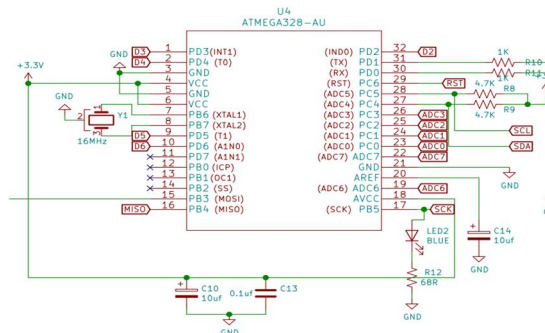 U4
ATMEGA328-AU
D3 1 PD3(INT1) (IND0) PD2 32 D2
D4 2 PD4 (T0) (TX) PD1 31 1K R10
GND 3 GND (RX) PD0 30 1K R11
+3.3V 4 VCC (RST) PC6 29 RST
5 GND (ADC5) PC5 28 4.7K R8
6 VCC (ADC4) PC4 27 4.7K R9
GND 2 1 Y1 7 PB6 (XTAL1) (ADC3) PC3 26 ADC3
3 8 PB7 (XTAL2) (ADC2) PC2 25 ADC2 SCL
16MHz D5 9 PD5 (T1) (ADC1) PC1 24 ADC1
D6 10 PD6 (A1N0) (ADC0) PC0 23 ADC0 SDA
11 PD7 (A1N1) (ADC7) ADC7 22 ADC7
12 PB0 (ICP) GND 21
13 PB1 (OC1) AREF 20 GND
14 PB2 (SS) (ADC6) ADC6 19 ADC6
15 PB3 (MOSI) AVCC 18
MISO 16 PB4 (MISO) (SCK) PB5 17 SCK
LED2
BLUE
+ C14
10uf
GND
+ C10
10uf
0.1uf C13
R12
68R
GND
GND